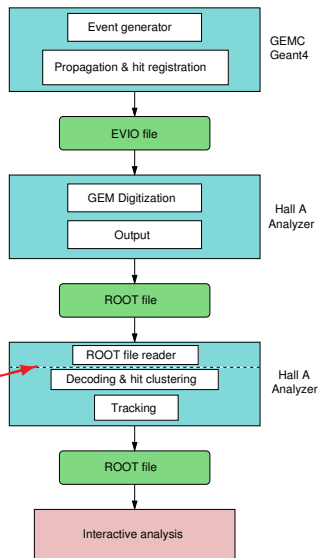 Event generator
GEMC
Geant4
Propagation & hit registration
EVIO file
GEM Digitization
Hall A
Analyzer
Output
ROOT file
ROOT file reader
Decoding & hit clustering
Hall A
Analyzer
Tracking
ROOT file
Interactive analysis